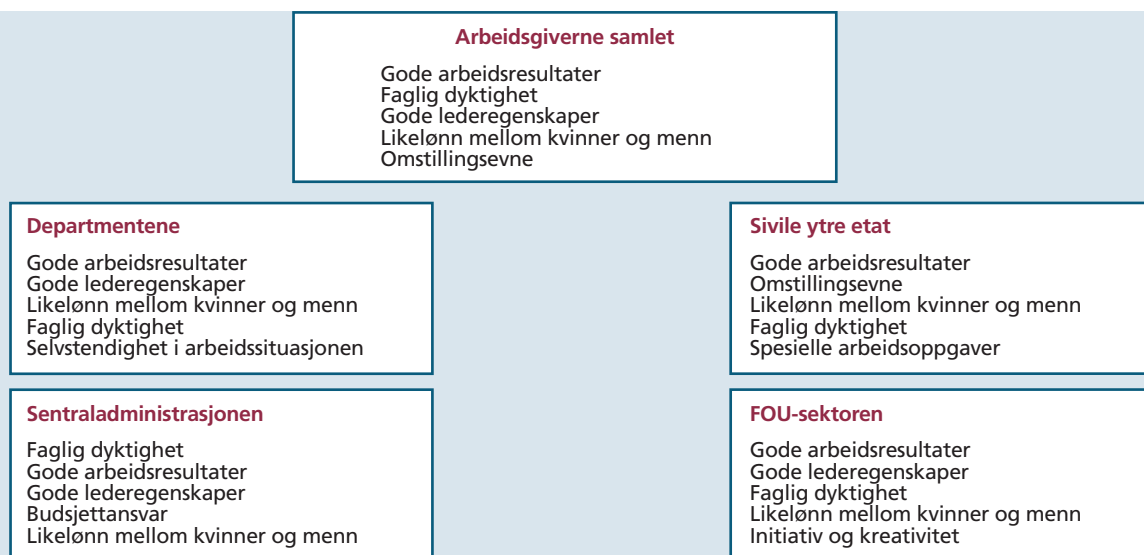 Arbeidsgiverne samlet
Gode arbeidsresultater
Faglig dyktighet
Gode lederegenskaper
Likelønn mellom kvinner og menn
Omstillingsevne
Departmentene
Gode arbeidsresultater
Gode lederegenskaper
Likelønn mellom kvinner og menn
Faglig dyktighet
Selvstendighet i arbeidssituasjonen
Sivile ytre etat
Gode arbeidsresultater
Omstillingsevne
Likelønn mellom kvinner og menn
Faglig dyktighet
Spesielle arbeidsoppgaver
Sentraladministrasjonen
Faglig dyktighet
Gode arbeidsresultater
Gode lederegenskaper
Budsjettansvar
Likelønn mellom kvinner og menn
FOU-sektoren
Gode arbeidsresultater
Gode lederegenskaper
Faglig dyktighet
Likelønn mellom kvinner og menn
Initiativ og kreativitet